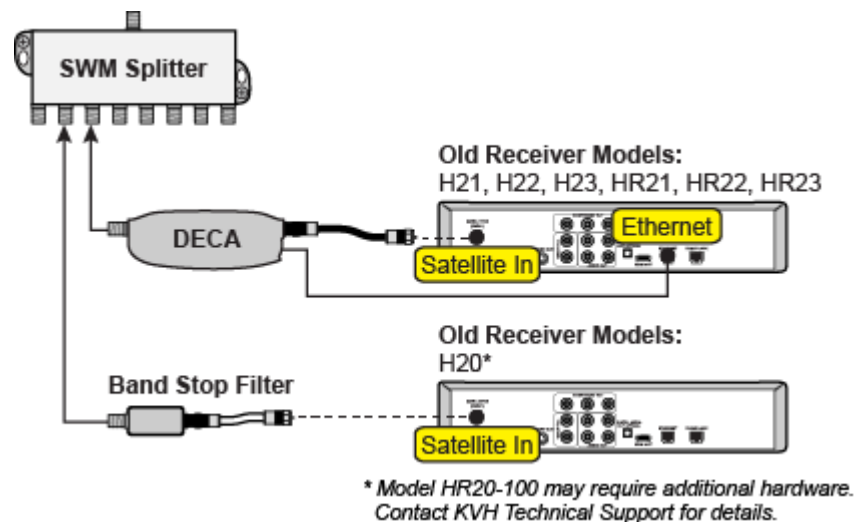 SWM Splitter
Old Receiver Models:
H21, H22, H23, HR21, HR22, HR23
DECA
Ethernet
Satellite In
Old Receiver Models:
H20*
Band Stop Filter
Satellite In
* Model HR20-100 may require additional hardware.
Contact KVH Technical Support for details.